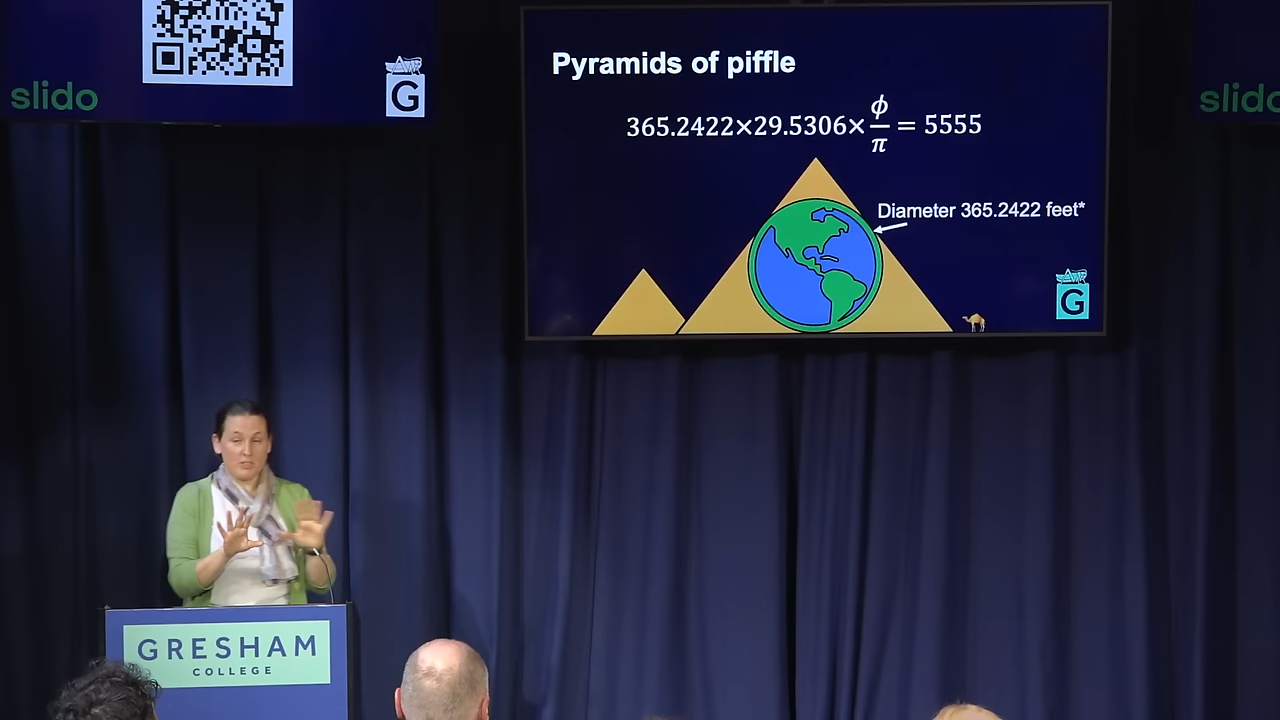 slido
G
Pyramids of piffle
365.2422×29.5306×ϕ/π = 5555
Diameter 365.2422 feet*
G
slido
GRESHAM
COLLEGE